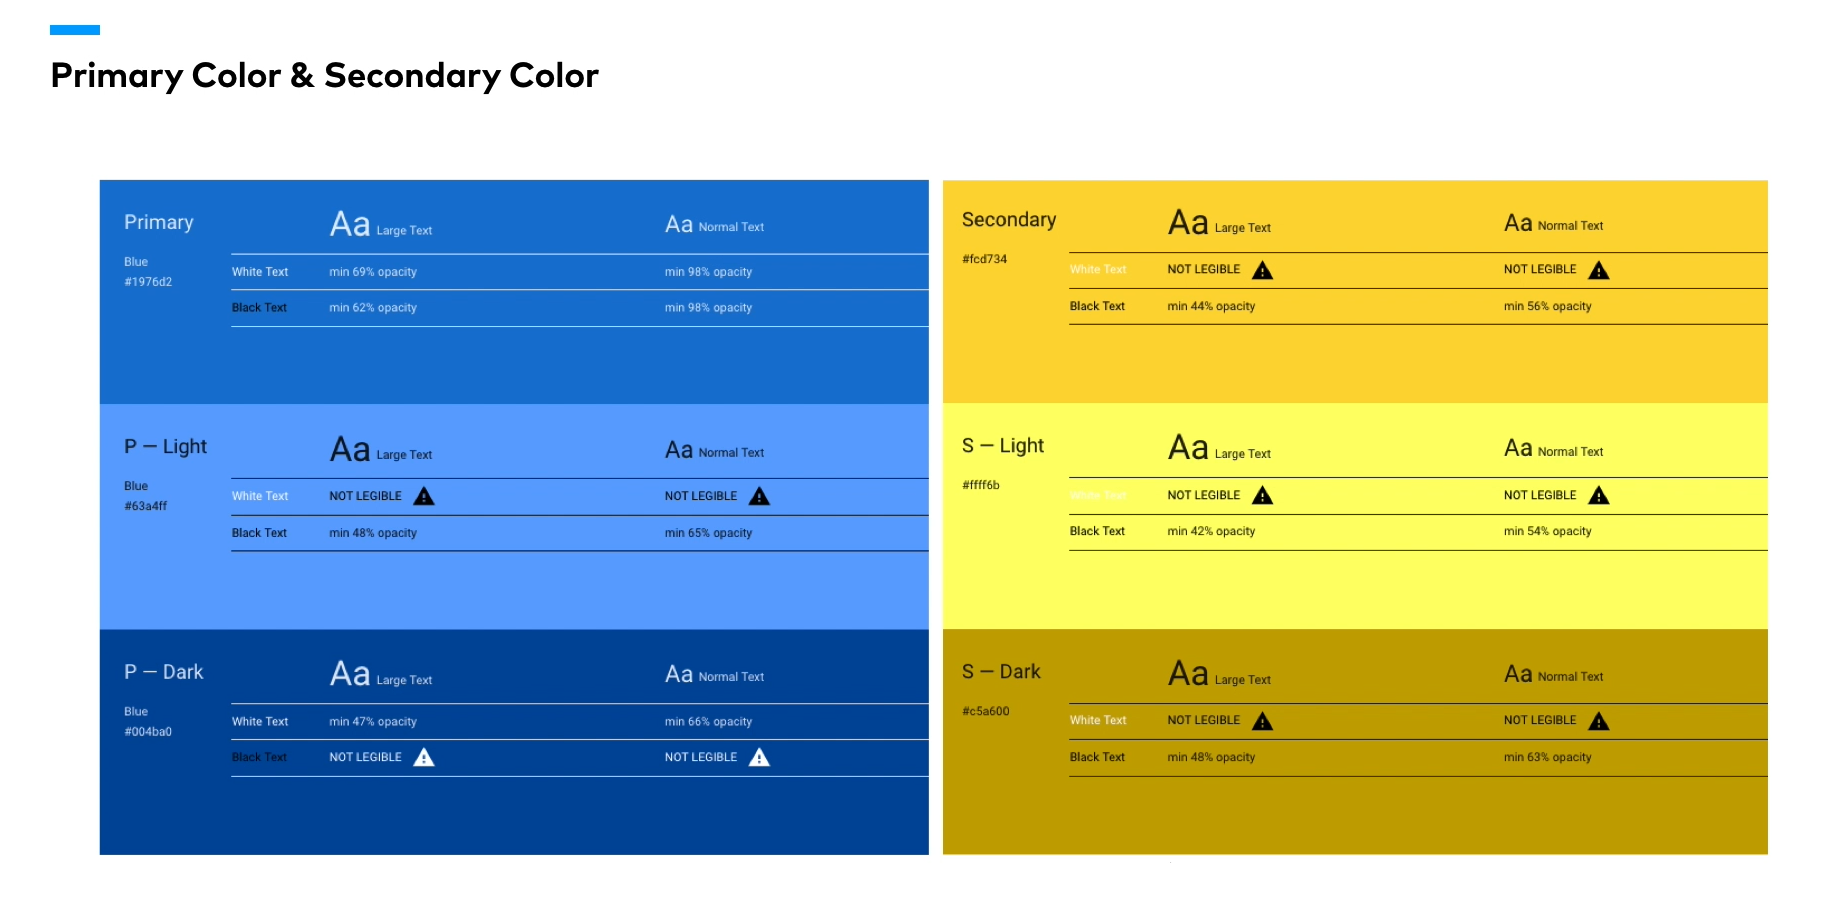 Primary Color & Secondary Color
Primary Aa Large Text Aa Normal Text
Blue
#1976d2
White Text min 69% opacity min 98% opacity
Black Text min 62% opacity min 98% opacity
P — Light Aa Large Text Aa Normal Text
Blue
#63a4ff
White Text NOT LEGIBLE NOT LEGIBLE
Black Text min 48% opacity min 65% opacity
P — Dark Aa Large Text Aa Normal Text
Blue
#004ba0
White Text min 47% opacity min 66% opacity
Black Text NOT LEGIBLE NOT LEGIBLE
Secondary Aa Large Text Aa Normal Text
#fcd734
White Text NOT LEGIBLE NOT LEGIBLE
Black Text min 44% opacity min 56% opacity
S — Light Aa Large Text Aa Normal Text
#ffff6b
White Text NOT LEGIBLE NOT LEGIBLE
Black Text min 42% opacity min 54% opacity
S — Dark Aa Large Text Aa Normal Text
#c5a600
White Text NOT LEGIBLE NOT LEGIBLE
Black Text min 48% opacity min 63% opacity